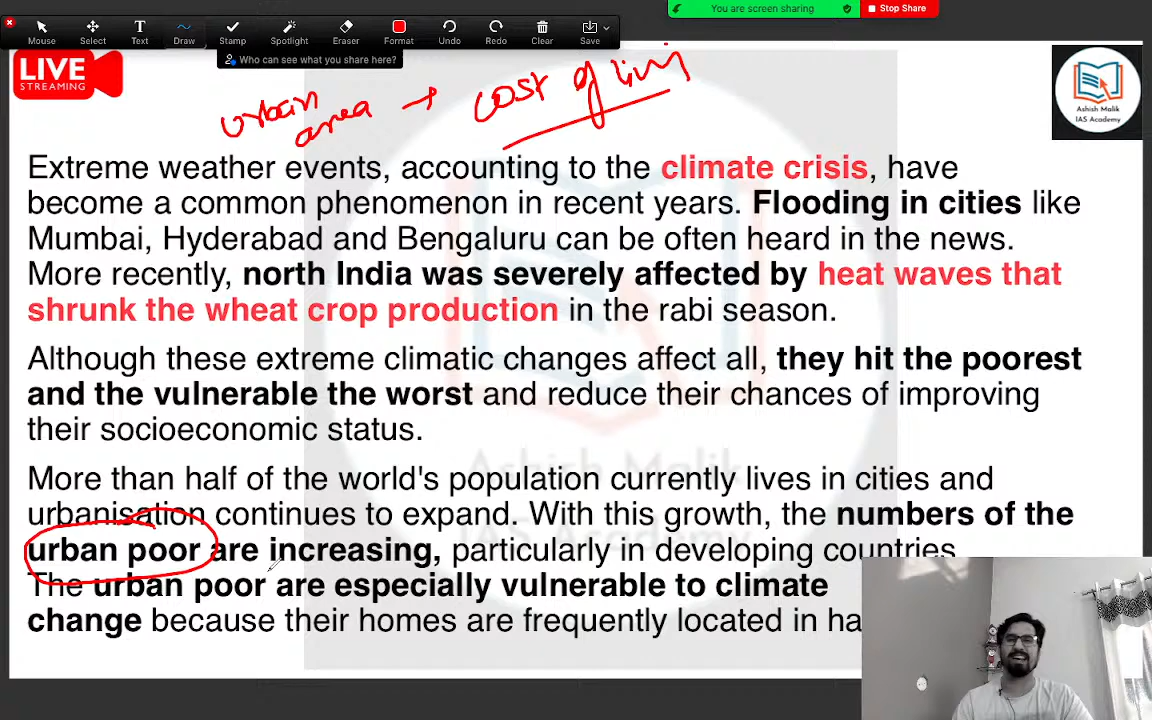 You are screen sharing
Stop Share
Mouse Select Text Draw Stamp Spotlight Eraser Format Undo Redo Clear Save
Who can see what you share here?
LIVE
STREAMING
urban area → cost of living
Ashish Malik
IAS Academy
Extreme weather events, accounting to the climate crisis, have
become a common phenomenon in recent years. Flooding in cities like
Mumbai, Hyderabad and Bengaluru can be often heard in the news.
More recently, north India was severely affected by heat waves that
shrunk the wheat crop production in the rabi season.
Although these extreme climatic changes affect all, they hit the poorest
and the vulnerable the worst and reduce their chances of improving
their socioeconomic status.
Ashish Malik
IAS Academy
More than half of the world's population currently lives in cities and
urbanisation continues to expand. With this growth, the numbers of the
urban poor are increasing, particularly in developing countries
The urban poor are especially vulnerable to climate
change because their homes are frequently located in ha